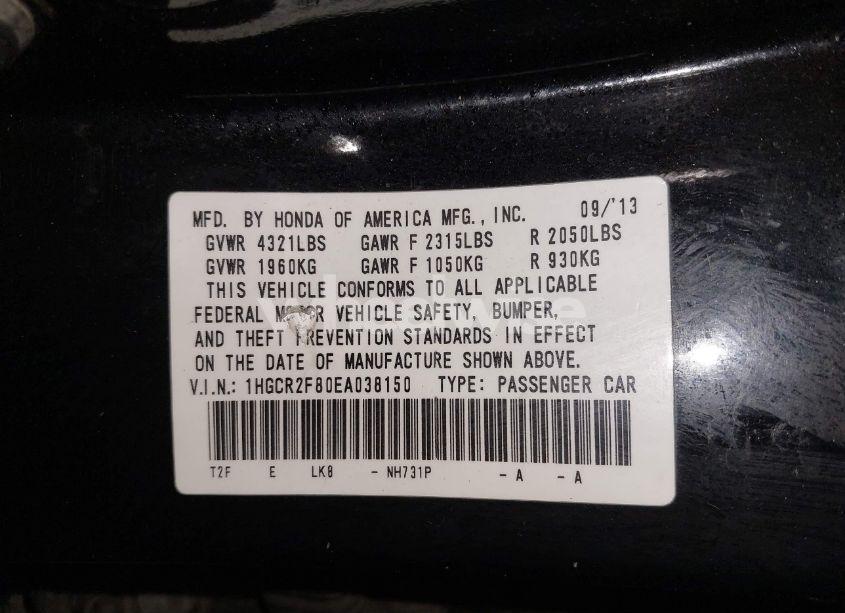 MFD. BY HONDA OF AMERICA MFG., INC. 09/'13
GVWR 4321LBS GAWR F 2315LBS R 2050LBS
GVWR 1960KG GAWR F 1050KG R 930KG
THIS VEHICLE CONFORMS TO ALL APPLICABLE
FEDERAL MOTOR VEHICLE SAFETY, BUMPER,
AND THEFT PREVENTION STANDARDS IN EFFECT
ON THE DATE OF MANUFACTURE SHOWN ABOVE.
V.I.N.: 1HGCR2F80EA038150 TYPE: PASSENGER CAR
T2F E LK8 - NH731P - A - A